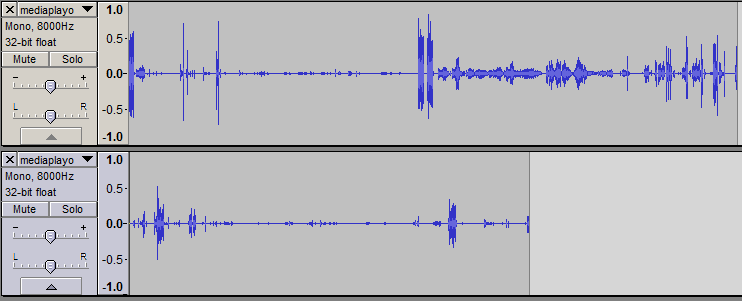 mediaplayo
Mono, 8000Hz
32-bit float
Mute Solo
- +
L R
1.0
0.5-
0.0-
-0.5-
-1.0
mediaplayo
Mono, 8000Hz
32-bit float
Mute Solo
- +
L R
1.0
0.5-
0.0-
-0.5-
-1.0